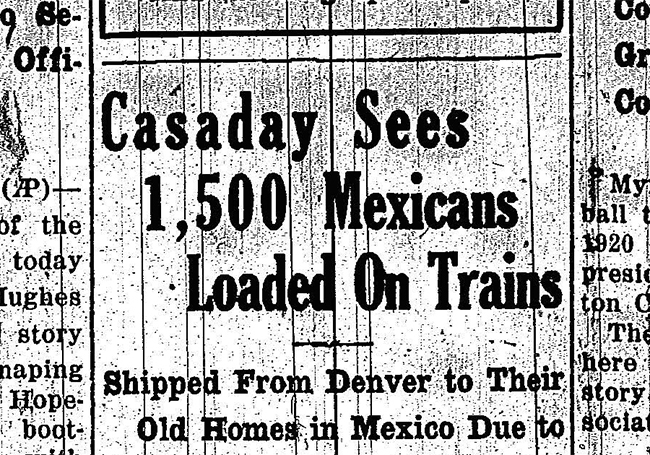 9 Se-
Offi-
(AP)—
of the
today
Hughes
story
naping
Hope-
boot-
Casaday Sees
1,500 Mexicans
Loaded On Trains
Shipped From Denver to Their
Old Homes in Mexico Due to
Co
Gr
Co
My
ball t
1920
presid
ton C
The
here
story
sociat